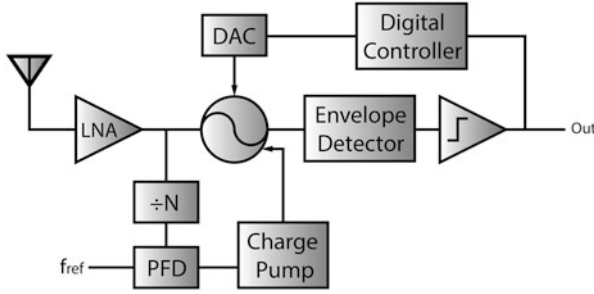 DAC
Digital
Controller
LNA
Envelope
Detector
Out
÷N
fref
PFD
Charge
Pump